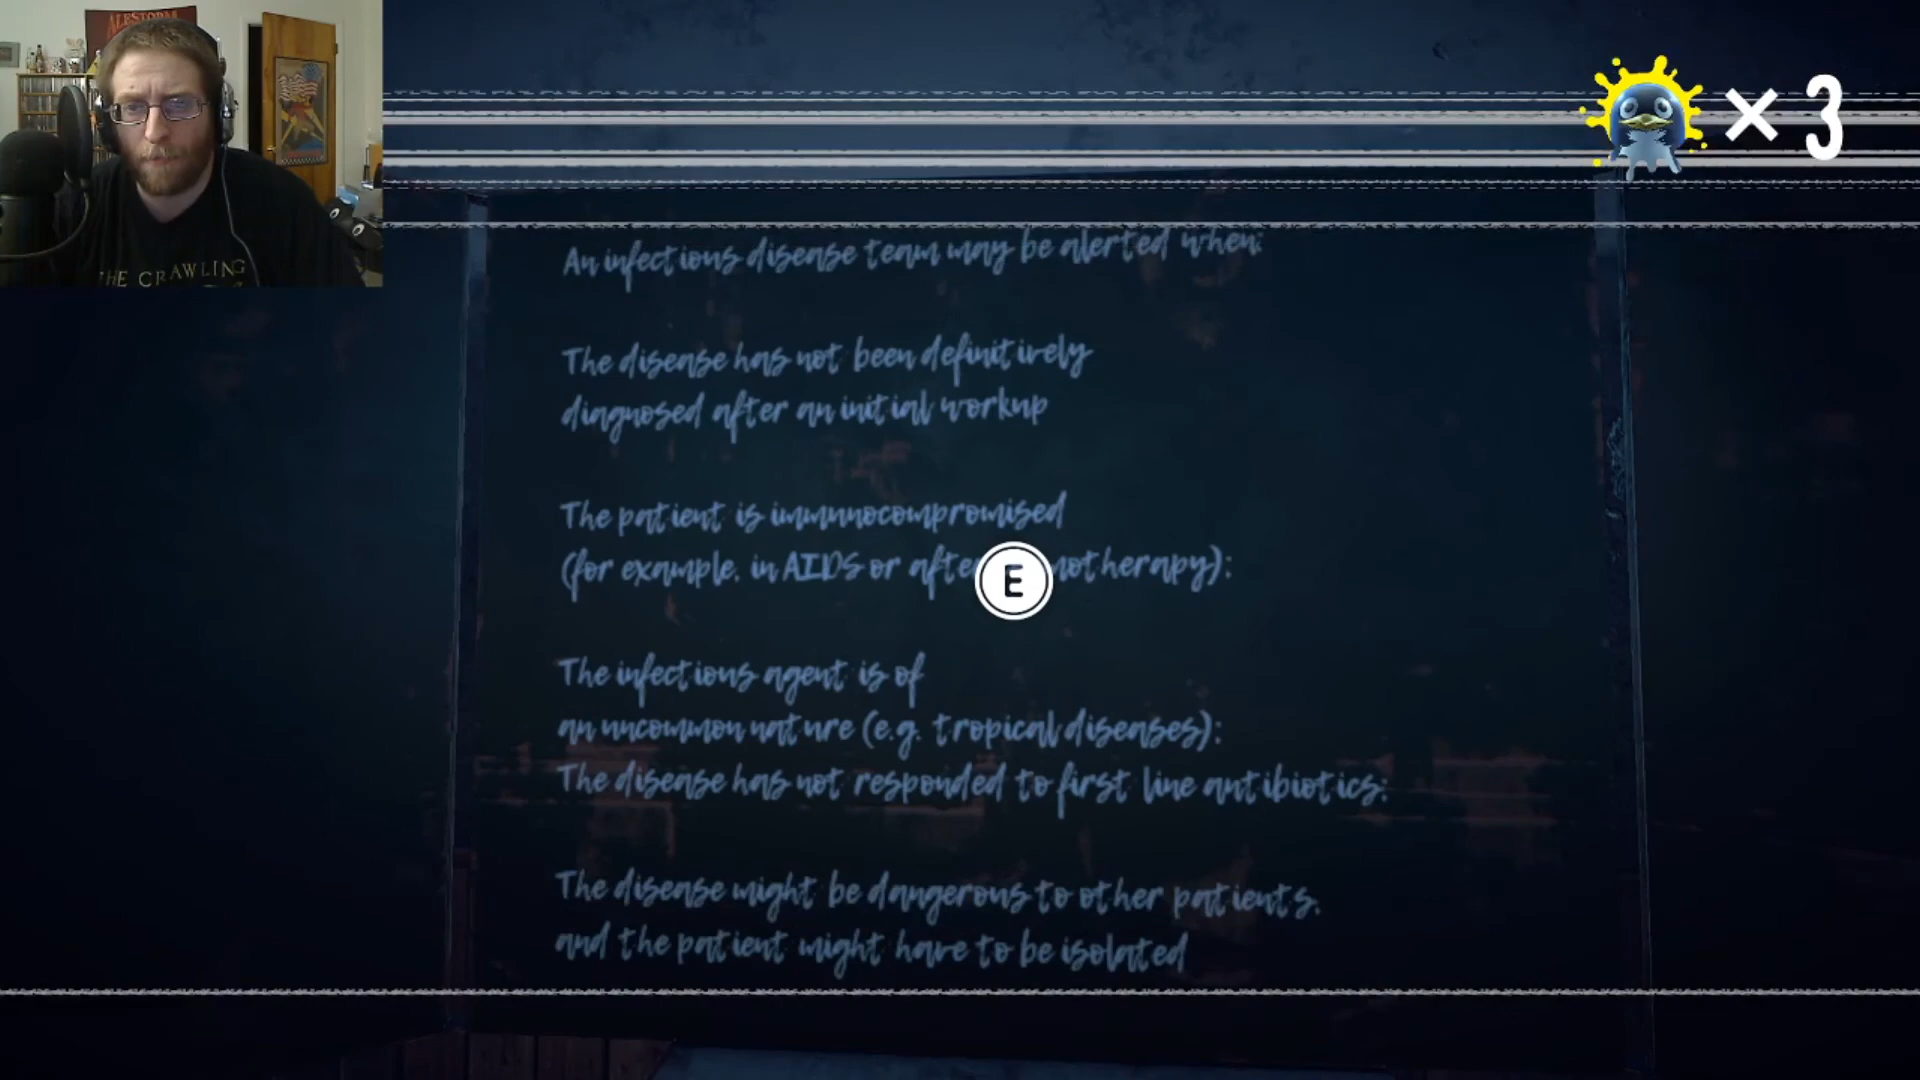 ALESTORM
THE CRAWLING
× 3
An infectious disease team may be alerted when:
The disease has not been definitively
diagnosed after an initial workup
The patient is immunocompromised
(for example, in AIDS or after
E
The infectious agent is of
an uncommon nature (e.g. tropical diseases);
The disease has not responded to first line antibiotics;
The disease might be dangerous to other patients,
and the patient might have to be isolated